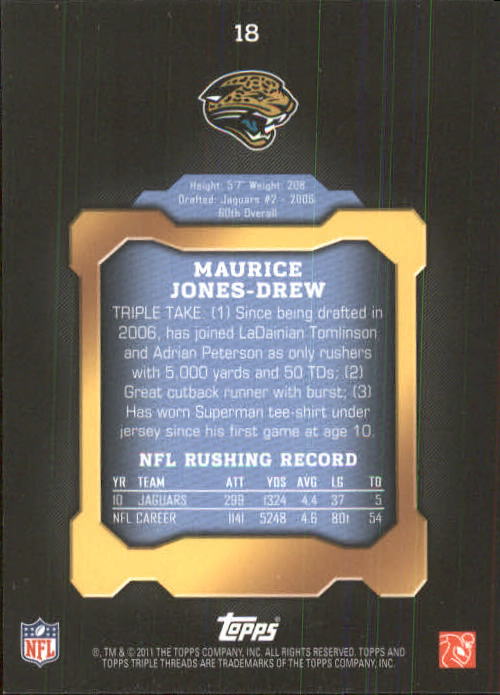 18
Height: 5'7" Weight: 208
Drafted: Jaguars #2 - 2006
60th Overall
MAURICE
JONES-DREW
TRIPLE TAKE: (1) Since being drafted in
2006, has joined LaDainian Tomlinson
and Adrian Peterson as only rushers
with 5,000 yards and 50 TDs; (2)
Great cutback runner with burst; (3)
Has worn Superman tee-shirt under
jersey since his first game at age 10.
NFL RUSHING RECORD
YR TEAM ATT YDS AVG LG TD
10 JAGUARS 299 1324 4.4 37 5
NFL CAREER 1141 5248 4.6 80t 54
NFL
Topps
®, TM & © 2011 THE TOPPS COMPANY, INC. ALL RIGHTS RESERVED. TOPPS AND
TOPPS TRIPLE THREADS ARE TRADEMARKS OF THE TOPPS COMPANY, INC.